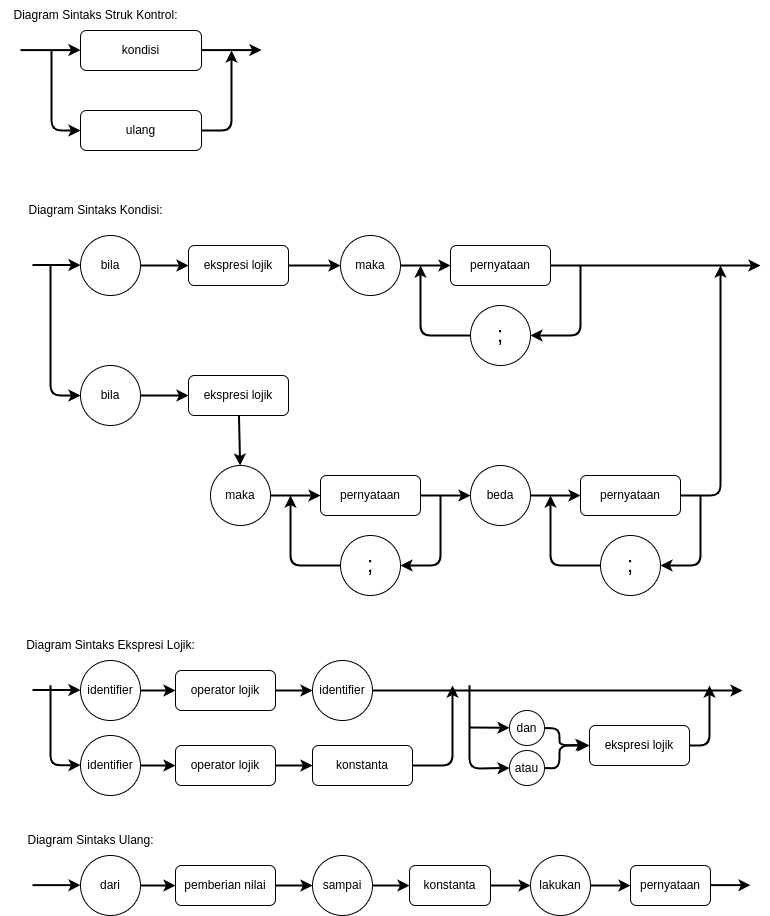 Diagram Sintaks Struk Kontrol:
kondisi
ulang
Diagram Sintaks Kondisi:
bila
ekspresi lojik
maka
pernyataan
;
bila
ekspresi lojik
maka
pernyataan
beda
pernyataan
;
;
Diagram Sintaks Ekspresi Lojik:
identifier
operator lojik
identifier
dan
ekspresi lojik
identifier
operator lojik
konstanta
atau
Diagram Sintaks Ulang:
dari
pemberian nilai
sampai
konstanta
lakukan
pernyataan